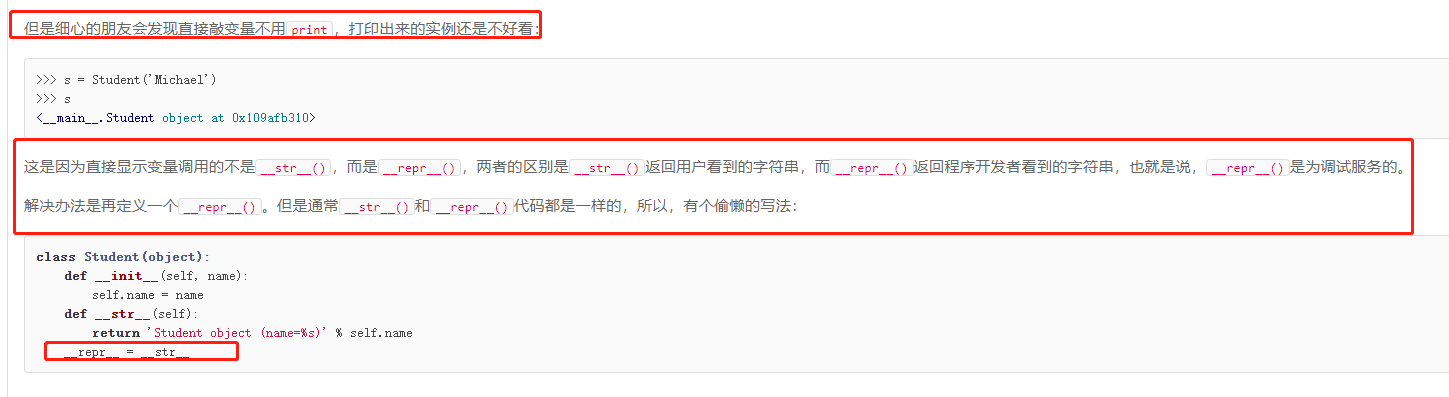 但是细心的朋友会发现直接敲变量不用print，打印出来的实例还是不好看：
>>> s = Student('Michael')
>>> s
<__main__.Student object at 0x109afb310>
这是因为直接显示变量调用的不是__str__()，而是__repr__()，两者的区别是__str__()返回用户看到的字符串，而__repr__()返回程序开发者看到的字符串，也就是说，__repr__()是为调试服务的。
解决办法是再定义一个__repr__()。但是通常__str__()和__repr__()代码都是一样的，所以，有个偷懒的写法：
class Student(object):
    def __init__(self, name):
        self.name = name
    def __str__(self):
        return 'Student object (name=%s)' % self.name
    __repr__ = __str__